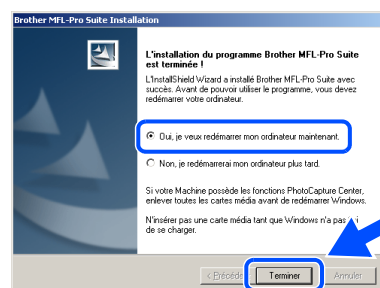 Brother MFL-Pro Suite Installation
L'installation du programme Brother MFL-Pro Suite
est terminée !
L'InstallShield Wizard a installé Brother MFL-Pro Suite avec
succès. Avant de pouvoir utiliser le programme, vous devez
redémarrer votre ordinateur.
Oui, je veux redémarrer mon ordinateur maintenant.
Non, je redémarrerai mon ordinateur plus tard.
Si votre Machine possède les fonctions PhotoCapture Center,
enlever toutes les cartes média avant de redémarrer Windows.
N'insérer pas une carte média tant que Windows n'a pas
de se charger.
Terminer
Annuler